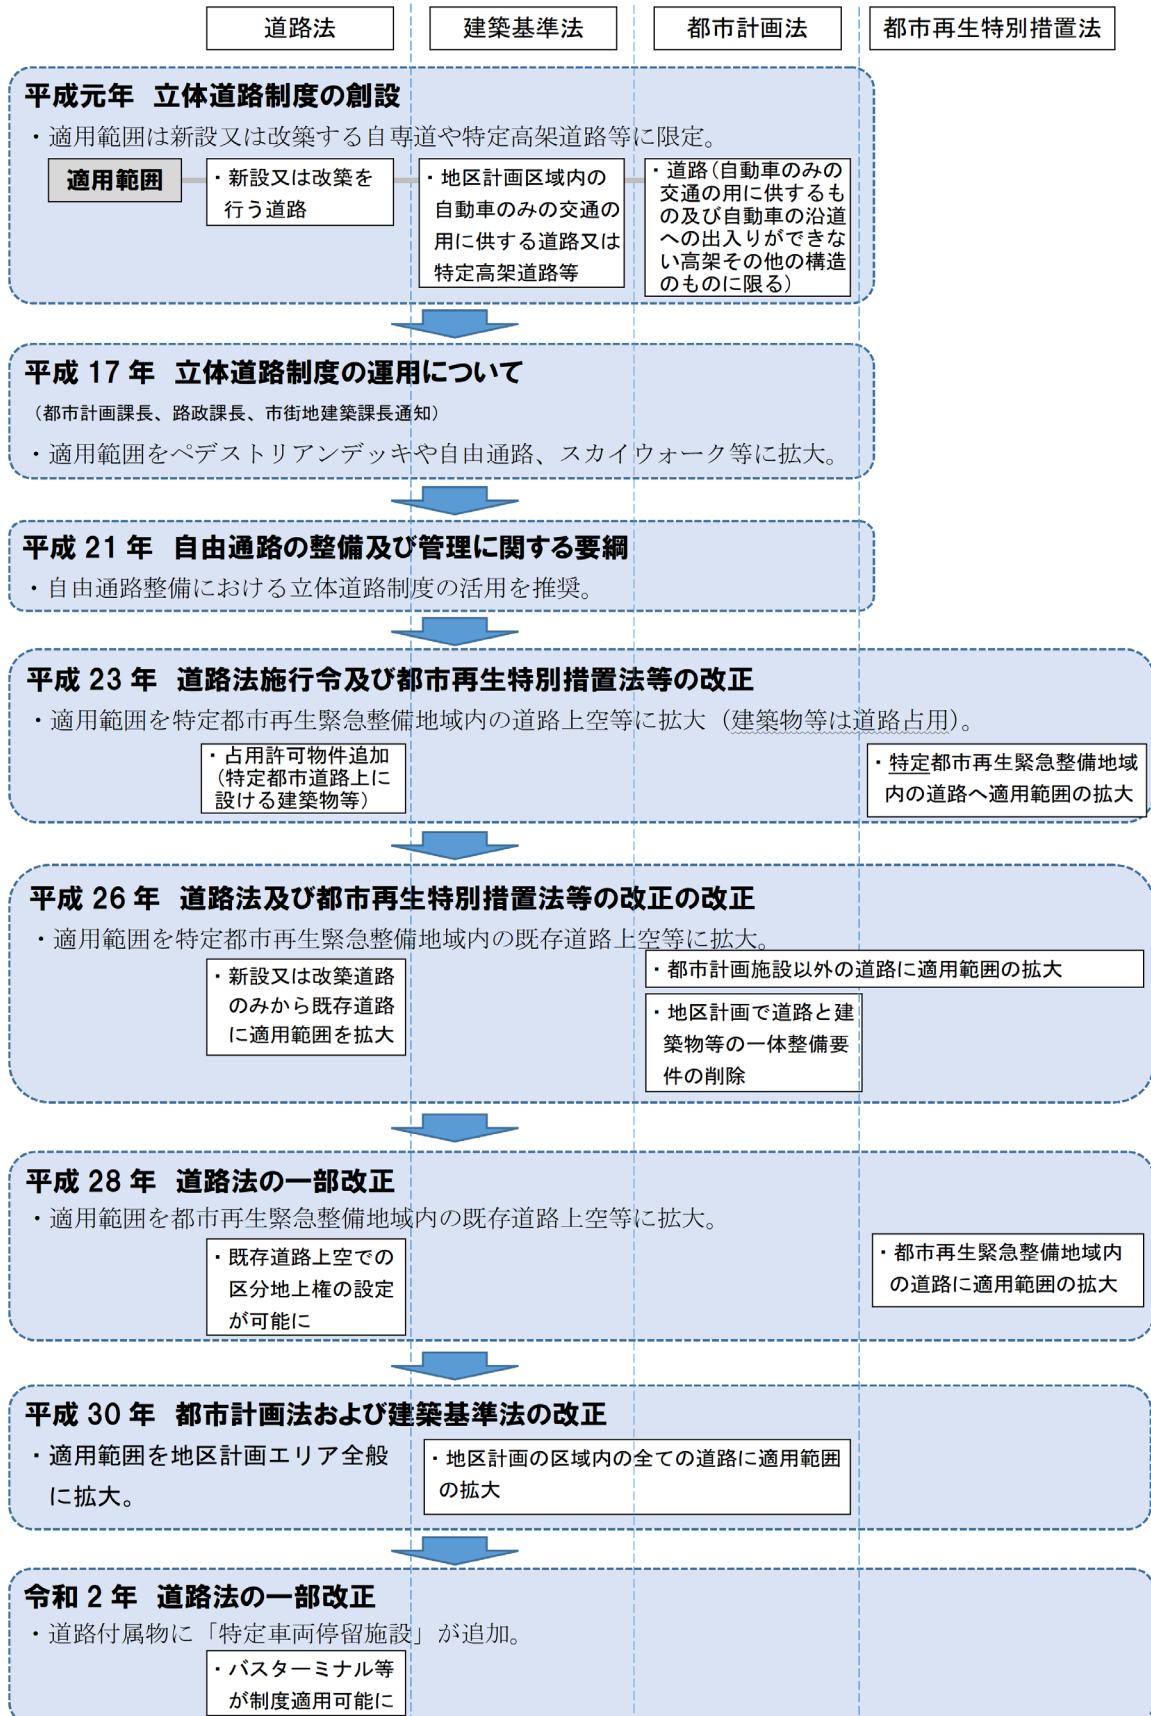 道路法
建築基準法
都市計画法
都市再生特別措置法
平成元年 立体道路制度の創設
・適用範囲は新設又は改築する自専道や特定高架道路等に限定。
適用範囲
・新設又は改築を
行う道路
・地区計画区域内の
自動車のみの交通の
用に供する道路又は
特定高架道路等
・道路(自動車のみの
交通の用に供するも
の及び自動車の沿道
への出入りができな
い高架その他の構造
のものに限る)
平成 17 年 立体道路制度の運用について
(都市計画課長、路政課長、市街地建築課長通知)
・適用範囲をペデストリアンデッキや自由通路、スカイウォーク等に拡大。
平成 21 年 自由通路の整備及び管理に関する要綱
・自由通路整備における立体道路制度の活用を推奨。
平成 23 年 道路法施行令及び都市再生特別措置法等の改正
・適用範囲を特定都市再生緊急整備地域内の道路上空等に拡大(建築物等は道路占用)。
・占用許可物件追加
(特定都市道路上に
設ける建築物等)
・特定都市再生緊急整備地域
内の道路へ適用範囲の拡大
平成 26 年 道路法及び都市再生特別措置法等の改正の改正
・適用範囲を特定都市再生緊急整備地域内の既存道路上空等に拡大。
・新設又は改築道路
のみから既存道路
に適用範囲を拡大
・都市計画施設以外の道路に適用範囲の拡大
・地区計画で道路と建
築物等の一体整備要
件の削除
平成 28 年 道路法の一部改正
・適用範囲を都市再生緊急整備地域内の既存道路上空等に拡大。
・既存道路上空での
区分地上権の設定
が可能に
・都市再生緊急整備地域内
の道路に適用範囲の拡大
平成 30 年 都市計画法および建築基準法の改正
・適用範囲を地区計画エリア全般
に拡大。
・地区計画の区域内の全ての道路に適用範囲
の拡大
令和 2 年 道路法の一部改正
・道路付属物に「特定車両停留施設」が追加。
・バスターミナル等
が制度適用可能に